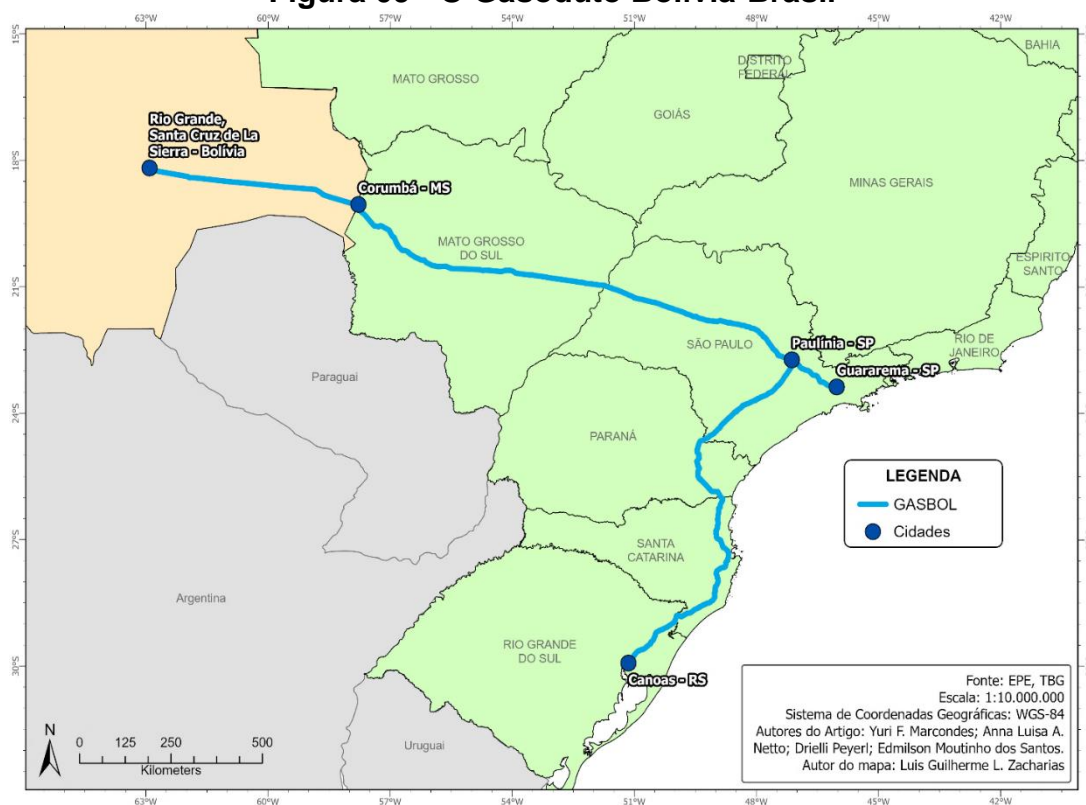 Figura - O Gasoduto Bolívia-Brasil
63°W 60°W 57°W 54°W 51°W 48°W 45°W 42°W
15°S
BAHIA
DISTRITO
FEDERAL
MATO GROSSO
GOIÁS
Rio Grande,
Santa Cruz de La
Sierra - Bolívia
18°S
Corumbá - MS
MINAS GERAIS
MATO GROSSO
DO SUL
ESPIRITO
SANTO
21°S
SÃO PAULO
Paulínia - SP
RIO DE
JANEIRO
Guararema - SP
Paraguai
24°S
PARANÁ
LEGENDA
GASBOL
Cidades
27°S
SANTA
CATARINA
Argentina
RIO GRANDE
DO SUL
30°S
Canoas - RS
Uruguai
N
0 125 250 500
Kilometers
Fonte: EPE, TBG
Escala: 1:10.000.000
Sistema de Coordenadas Geográficas: WGS-84
Autores do Artigo: Yuri F. Marcondes; Anna Luisa A.
Netto; Drielli Peyerl; Edmilson Moutinho dos Santos.
Autor do mapa: Luis Guilherme L. Zacharias
63°W 60°W 57°W 54°W 51°W 48°W 45°W 42°W